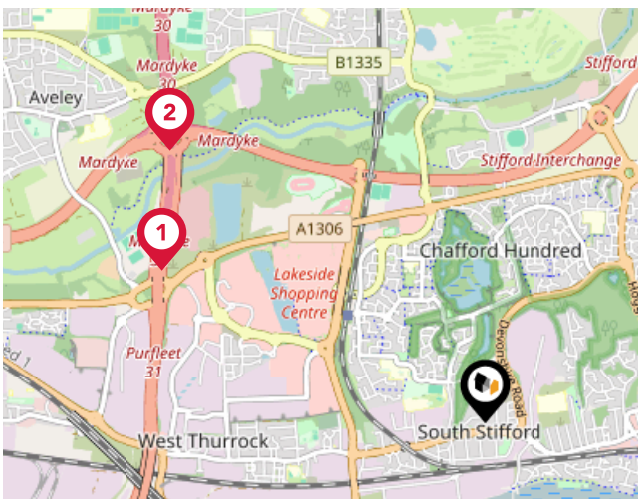 Mardyke
30
Mardyke
30
B1335
Stifford
Aveley
2
Mardyke
Mardyke
Stifford Interchange
1
A1306
Chafford Hundred
Lakeside
Shopping
Centre
Purfleet
31
Devonshire Road
West Thurrock
South Stifford